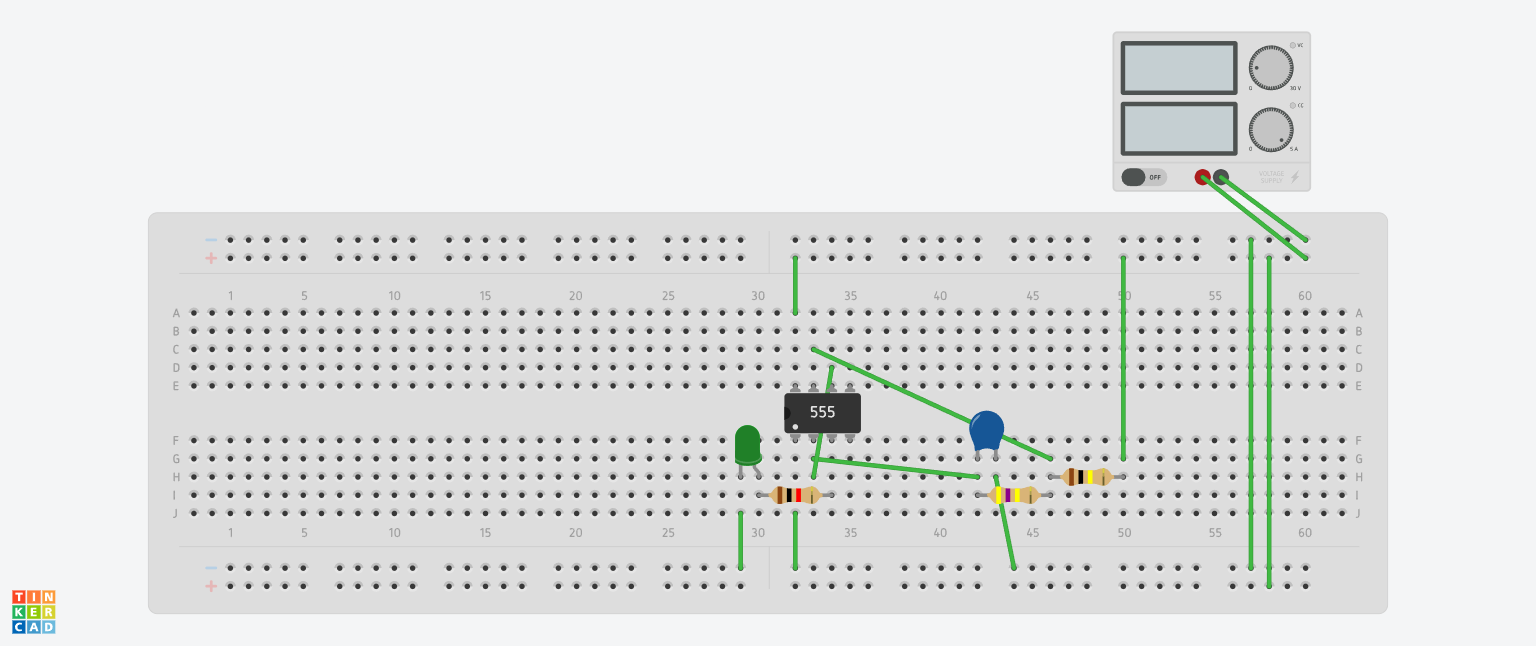 VC
0 30 V
CC
0 5 A
OFF
VOLTAGE
SUPPLY
− −
+ +
1 5 10 15 20 25 30 35 40 45 50 55 60
A A
B B
C C
D D
E E
555
F F
G G
H H
I I
J J
1 5 10 15 20 25 30 35 40 45 50 55 60
− −
+ +
TIN
KER
CAD